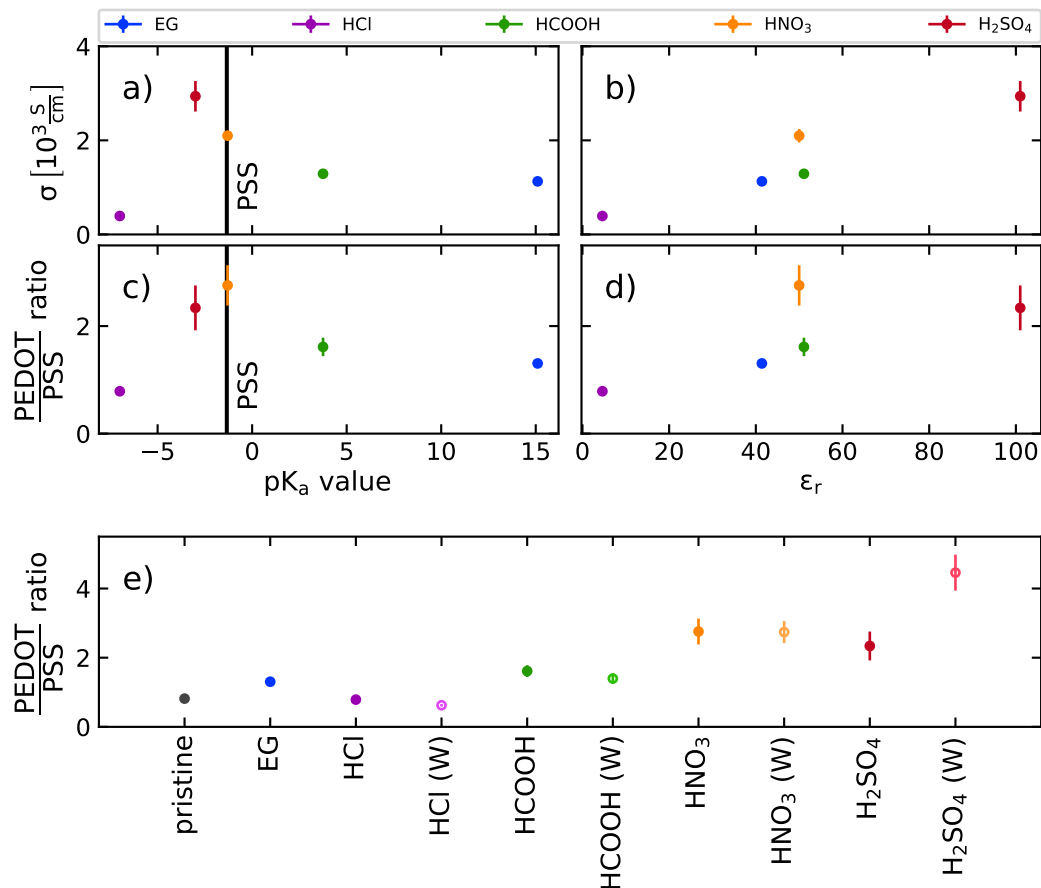 EG HCl HCOOH HNO₃ H₂SO₄
4
2
0
σ [10³ S/cm]
a)
PSS
b)
2
0
PEDOT/PSS ratio
c)
PSS
d)
−5 0 5 10 15
pKₐ value
0 20 40 60 80 100
εᵣ
4
2
0
PEDOT/PSS ratio
e)
pristine
EG
HCl
HCl (W)
HCOOH
HCOOH (W)
HNO₃
HNO₃ (W)
H₂SO₄
H₂SO₄ (W)